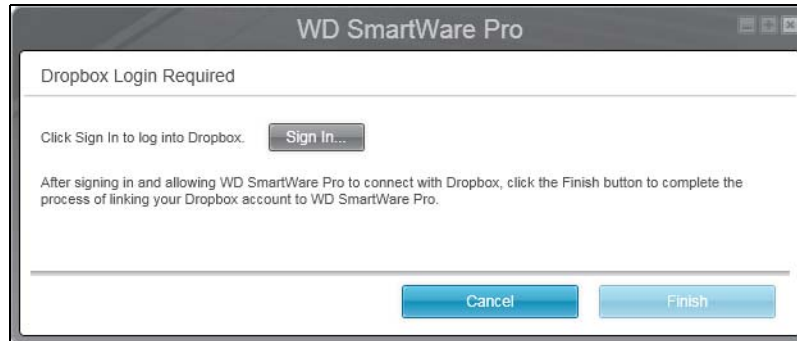 WD SmartWare Pro
Dropbox Login Required
Click Sign In to log into Dropbox.
Sign In...
After signing in and allowing WD SmartWare Pro to connect with Dropbox, click the Finish button to complete the
process of linking your Dropbox account to WD SmartWare Pro.
Cancel
Finish